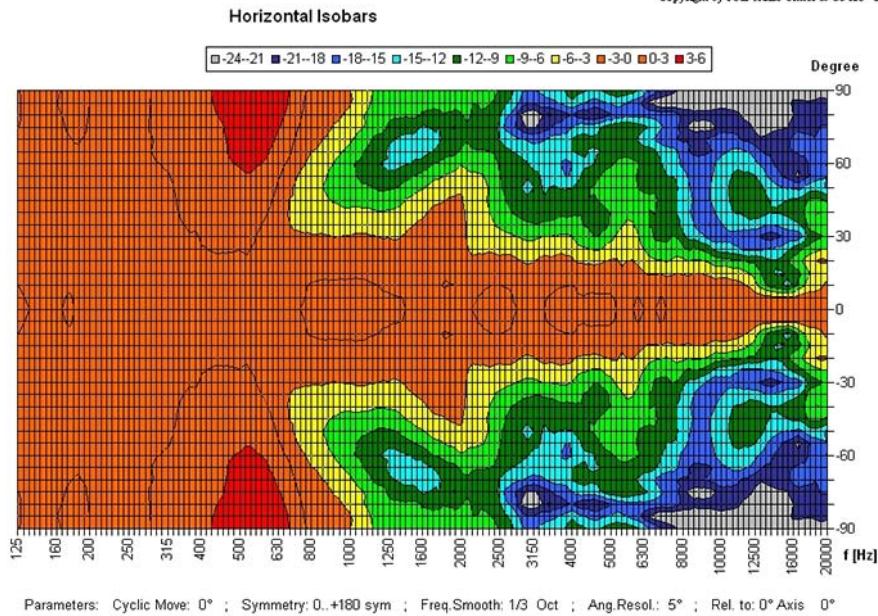 Horizontal Isobars
-24--21 -21--18 -18--15 -15--12 -12--9 -9--6 -6--3 -3-0 0-3 3-6
Degree
90
60
30
0
-30
-60
-90
125 160 200 250 315 400 500 630 800 1000 1250 1600 2000 2500 3150 4000 5000 6300 8000 10000 12500 16000 20000
f [Hz]
Parameters: Cyclic Move: 0° ; Symmetry: 0..+180 sym ; Freq.Smooth: 1/3 Oct ; Ang.Resol.: 5° ; Rel. to: 0° Axis 0°